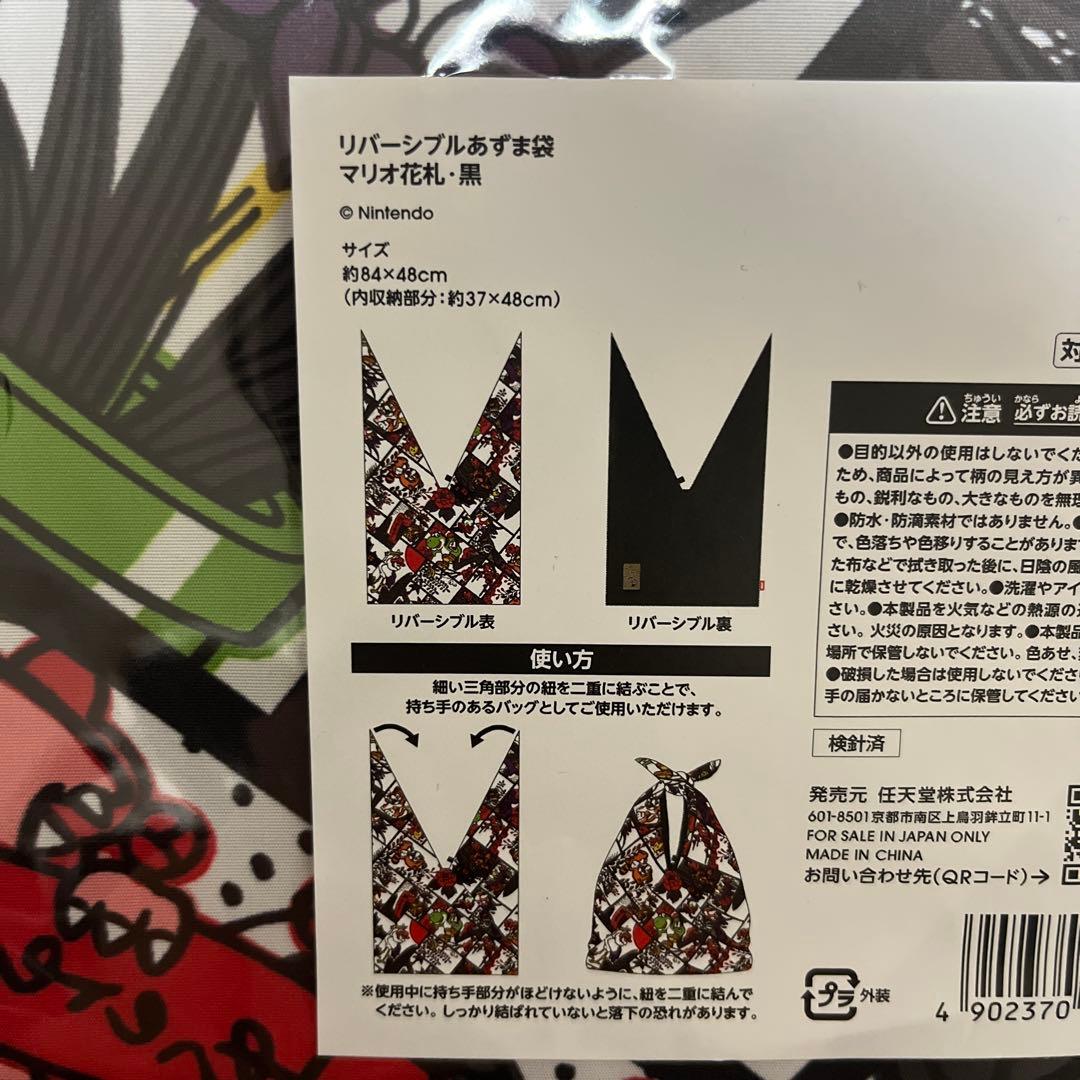 リバーシブルあずま袋
マリオ花札・黒
© Nintendo
サイズ
約84×48cm
（内収納部分：約37×48cm）
リバーシブル表
リバーシブル裏
使い方
細い三角部分の紐を二重に結ぶことで、
持ち手のあるバッグとしてご使用いただけます。
※使用中に持ち手部分がほどけないように、紐を二重に結んで
ください。しっかり結ばれていないと落下の恐れがあります。
対
ちゅうい かなら よ
注意 必ずお読
●目的以外の使用はしないでくだ
ため、商品によって柄の見え方が異
もの、鋭利なもの、大きなものを無理
●防水・防滴素材ではありません。●
で、色落ちや色移りすることがあります
た布などで拭き取った後に、日陰の風
に乾燥させてください。●洗濯やアイ
さい。●本製品を火気などの熱源の近
さい。火災の原因となります。●本製品
場所で保管しないでください。色あせ、
●破損した場合は使用しないでくださ
手の届かないところに保管してください
検針済
発売元 任天堂株式会社
601-8501京都市南区上鳥羽鉾立町11-1
FOR SALE IN JAPAN ONLY
MADE IN CHINA
お問い合わせ先（QRコード）→
プラ 外装
4 902370